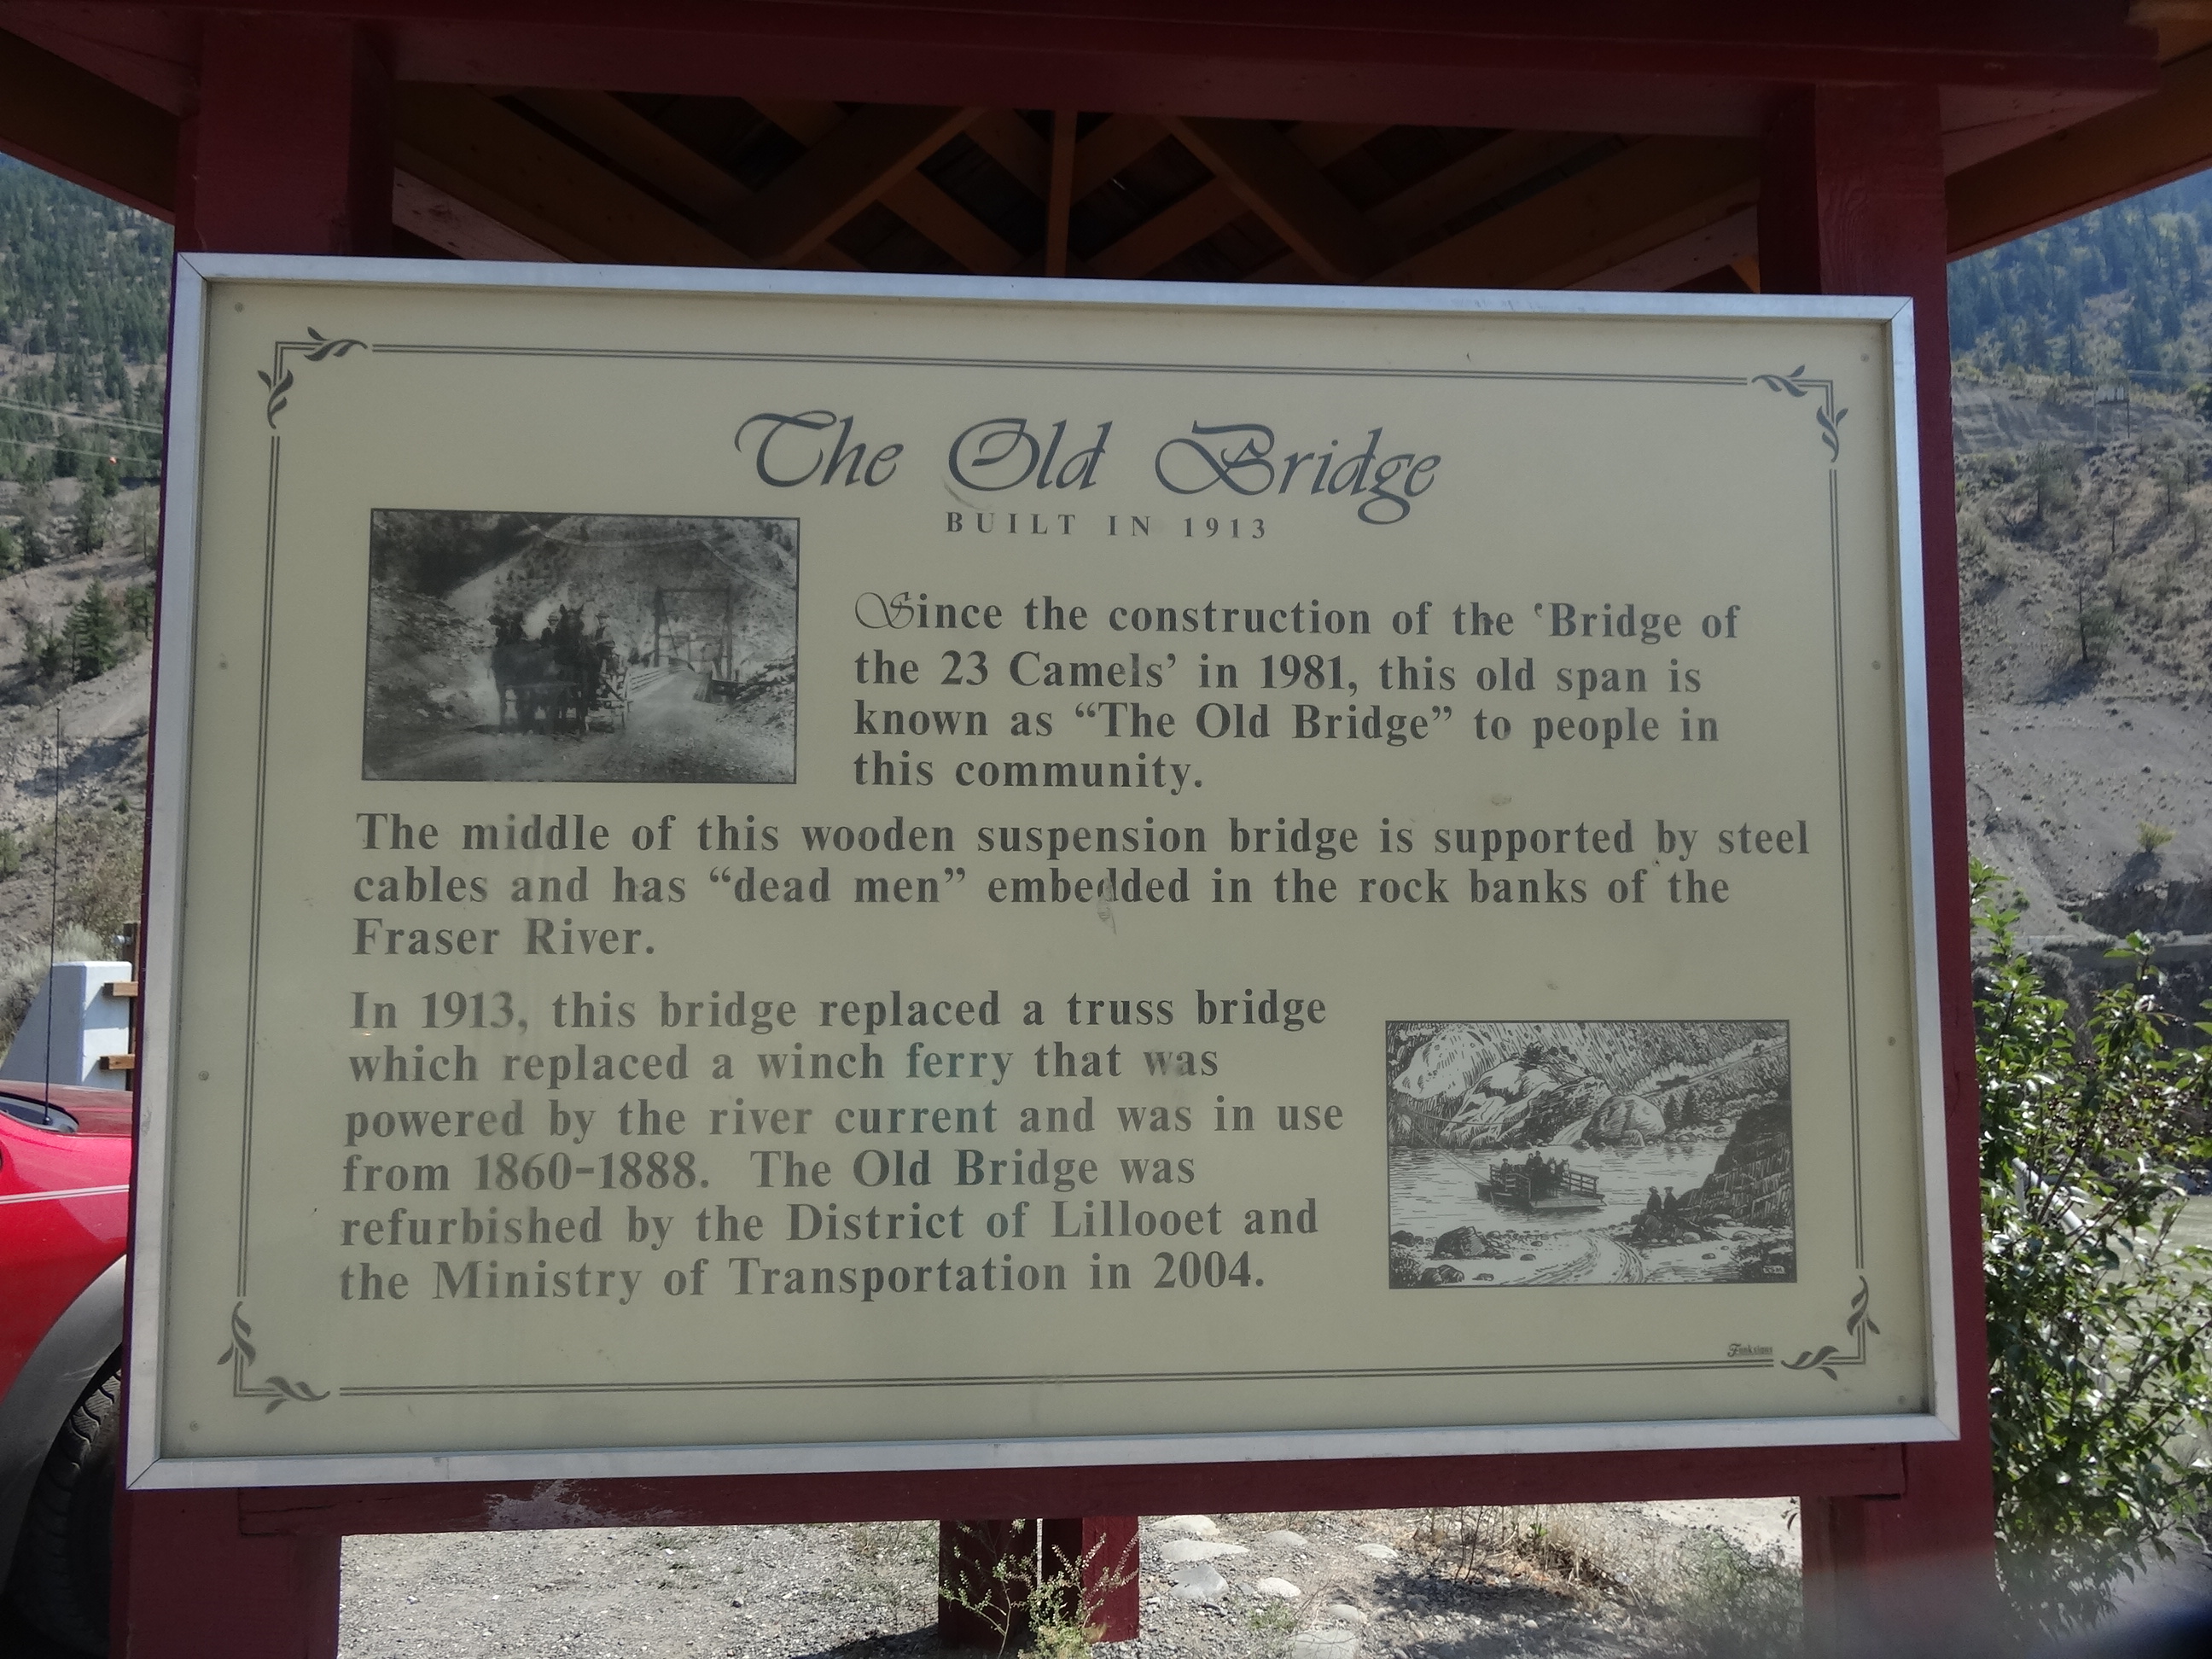 The Old Bridge
BUILT IN 1913
Since the construction of the ‘Bridge of
the 23 Camels’ in 1981, this old span is
known as “The Old Bridge” to people in
this community.
The middle of this wooden suspension bridge is supported by steel
cables and has “dead men” embedded in the rock banks of the
Fraser River.
In 1913, this bridge replaced a truss bridge
which replaced a winch ferry that was
powered by the river current and was in use
from 1860-1888. The Old Bridge was
refurbished by the District of Lillooet and
the Ministry of Transportation in 2004.